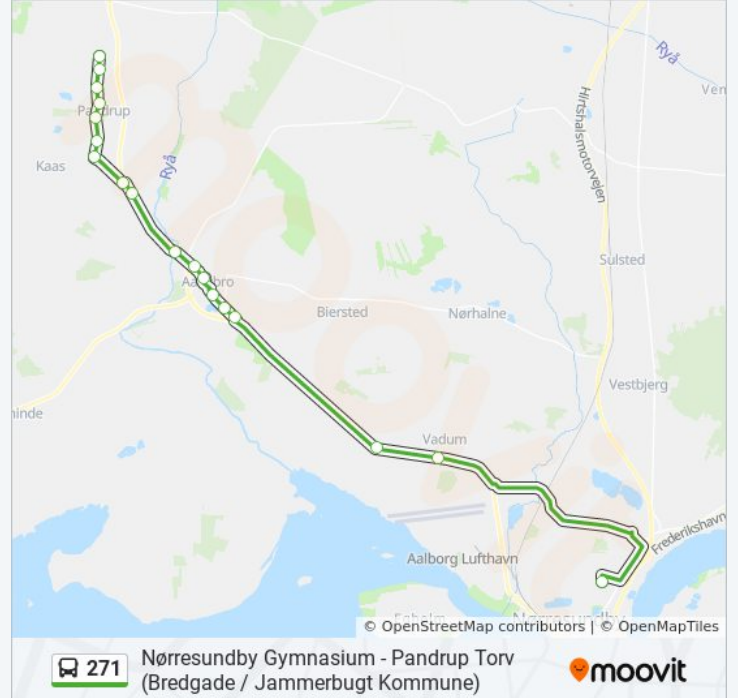 Ryå
Ven
Hirtshalsmotorvejen
Pandrup
Kaas
Ryå
Sulsted
Aabybro
Biersted
Nørhalne
Vestbjerg
Vadum
Frederikshavn
Aalborg Lufthavn
Nørresundby
© OpenStreetMap contributors | © OpenMapTiles
271
Nørresundby Gymnasium - Pandrup Torv
(Bredgade / Jammerbugt Kommune)
moovit